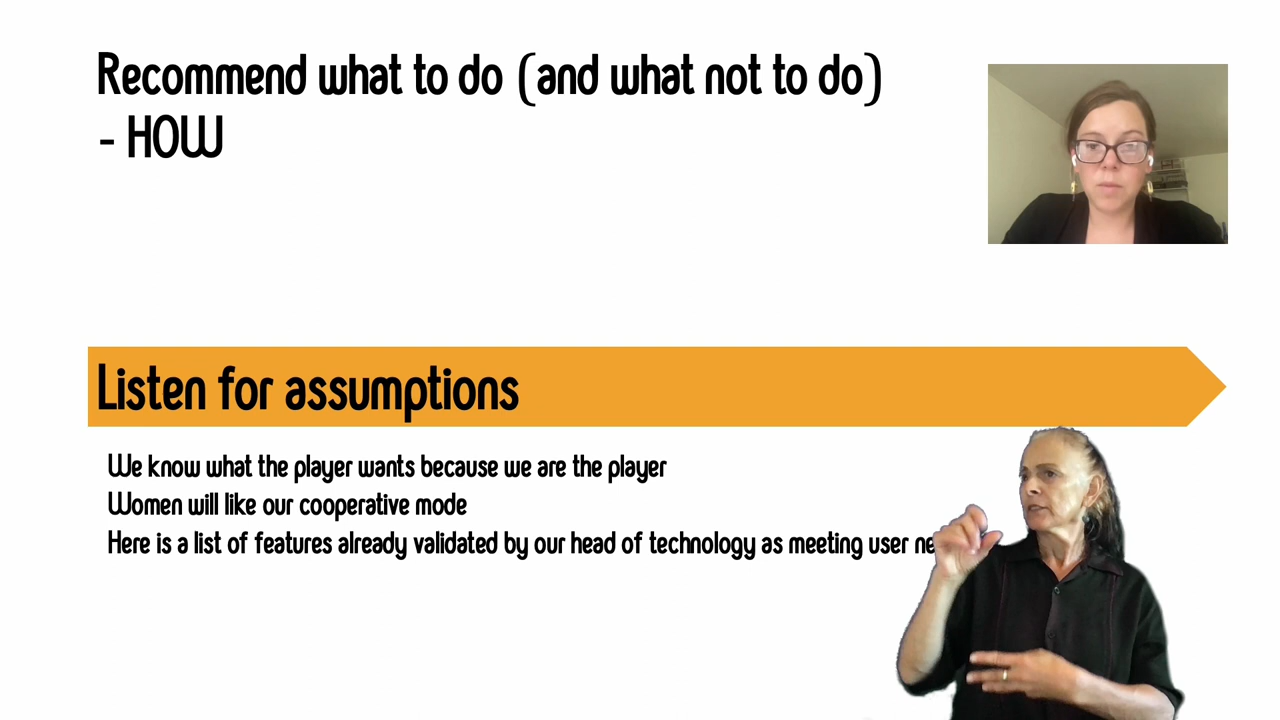 Recommend what to do (and what not to do)
- HOW
Listen for assumptions
We know what the player wants because we are the player
Women will like our cooperative mode
Here is a list of features already validated by our head of technology as meeting user